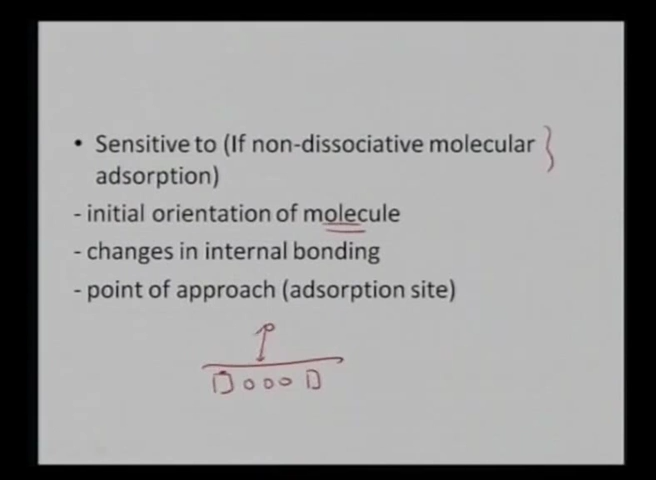 • Sensitive to (If non-dissociative molecular
adsorption)
- initial orientation of molecule
- changes in internal bonding
- point of approach (adsorption site)